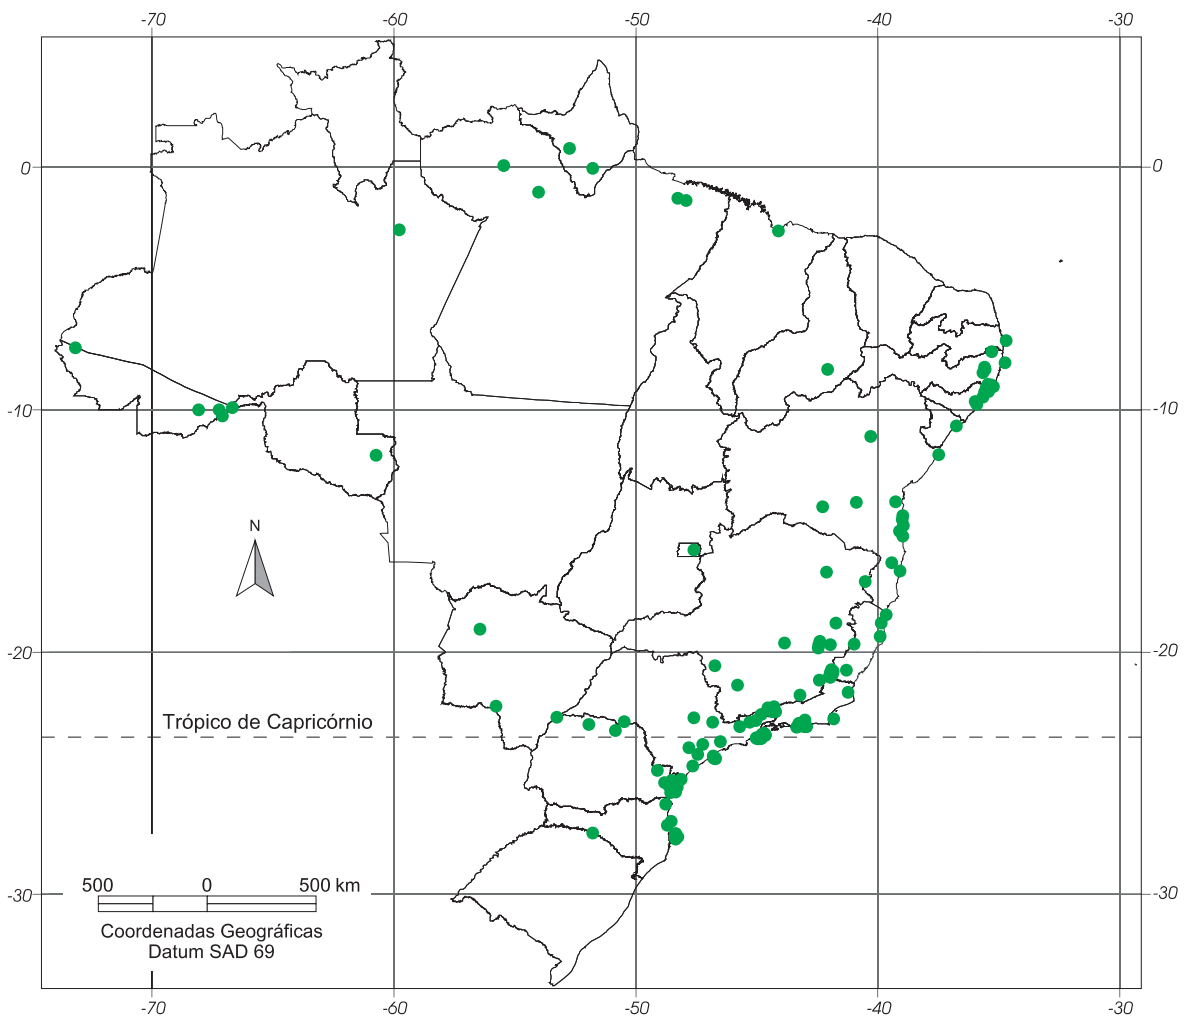 -70 -60 -50 -40 -30
0 0
-10 -10
N
-20 -20
Trópico de Capricórnio
500 0 500 km
-30 -30
Coordenadas Geográficas
Datum SAD 69
-70 -60 -50 -40 -30